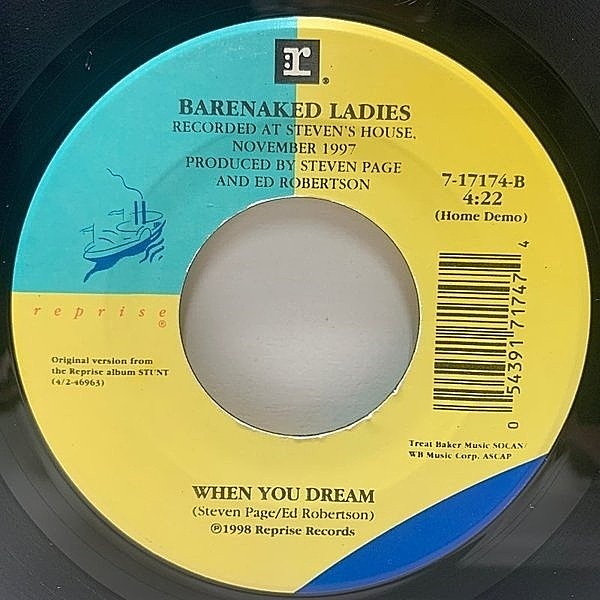 r ®
BARENAKED LADIES
RECORDED AT STEVEN'S HOUSE,
NOVEMBER 1997
PRODUCED BY STEVEN PAGE
AND ED ROBERTSON
7-17174-B
4:22
(Home Demo)
reprise
®
Original version from
the Reprise album STUNT
(4/2-46963)
0 54391 71747 4
Treat Baker Music SOCAN/
WB Music Corp. ASCAP
WHEN YOU DREAM
(Steven Page/Ed Robertson)
℗1998 Reprise Records